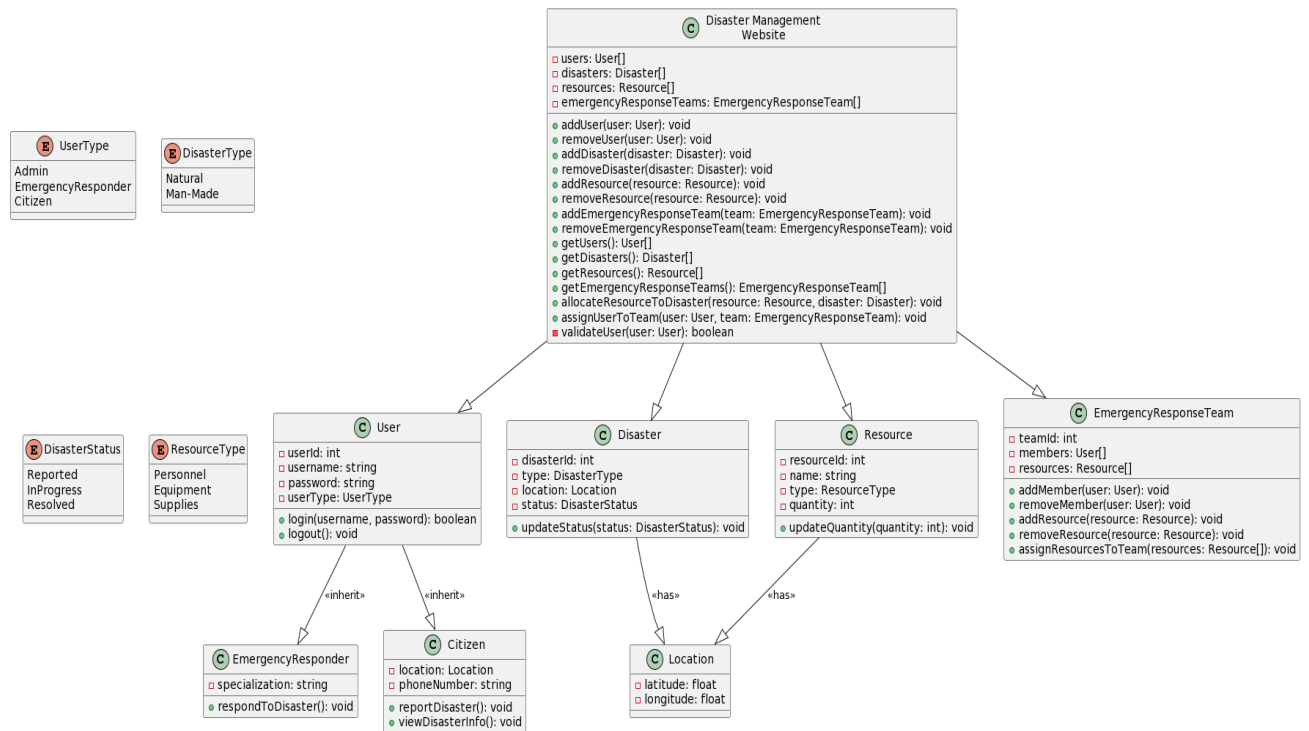 Disaster Management
Website
users: User[]
disasters: Disaster[]
resources: Resource[]
emergencyResponseTeams: EmergencyResponseTeam[]
addUser(user: User): void
removeUser(user: User): void
addDisaster(disaster: Disaster): void
removeDisaster(disaster: Disaster): void
addResource(resource: Resource): void
removeResource(resource: Resource): void
addEmergencyResponseTeam(team: EmergencyResponseTeam): void
removeEmergencyResponseTeam(team: EmergencyResponseTeam): void
getUsers(): User[]
getDisasters(): Disaster[]
getResources(): Resource[]
getEmergencyResponseTeams(): EmergencyResponseTeam[]
allocateResourceToDisaster(resource: Resource, disaster: Disaster): void
assignUserToTeam(user: User, team: EmergencyResponseTeam): void
validateUser(user: User): boolean
E UserType
Admin
EmergencyResponder
Citizen
E DisasterType
Natural
Man-Made
E DisasterStatus
Reported
InProgress
Resolved
E ResourceType
Personnel
Equipment
Supplies
C User
userId: int
username: string
password: string
userType: UserType
login(username, password): boolean
logout(): void
C Disaster
disasterId: int
type: DisasterType
location: Location
status: DisasterStatus
updateStatus(status: DisasterStatus): void
C Resource
resourceId: int
name: string
type: ResourceType
quantity: int
updateQuantity(quantity: int): void
C EmergencyResponseTeam
teamId: int
members: User[]
resources: Resource[]
addMember(user: User): void
removeMember(user: User): void
addResource(resource: Resource): void
removeResource(resource: Resource): void
assignResourcesToTeam(resources: Resource[]): void
«inherit»
«inherit»
«has»
«has»
C EmergencyResponder
specialization: string
respondToDisaster(): void
C Citizen
location: Location
phoneNumber: string
reportDisaster(): void
viewDisasterInfo(): void
C Location
latitude: float
longitude: float